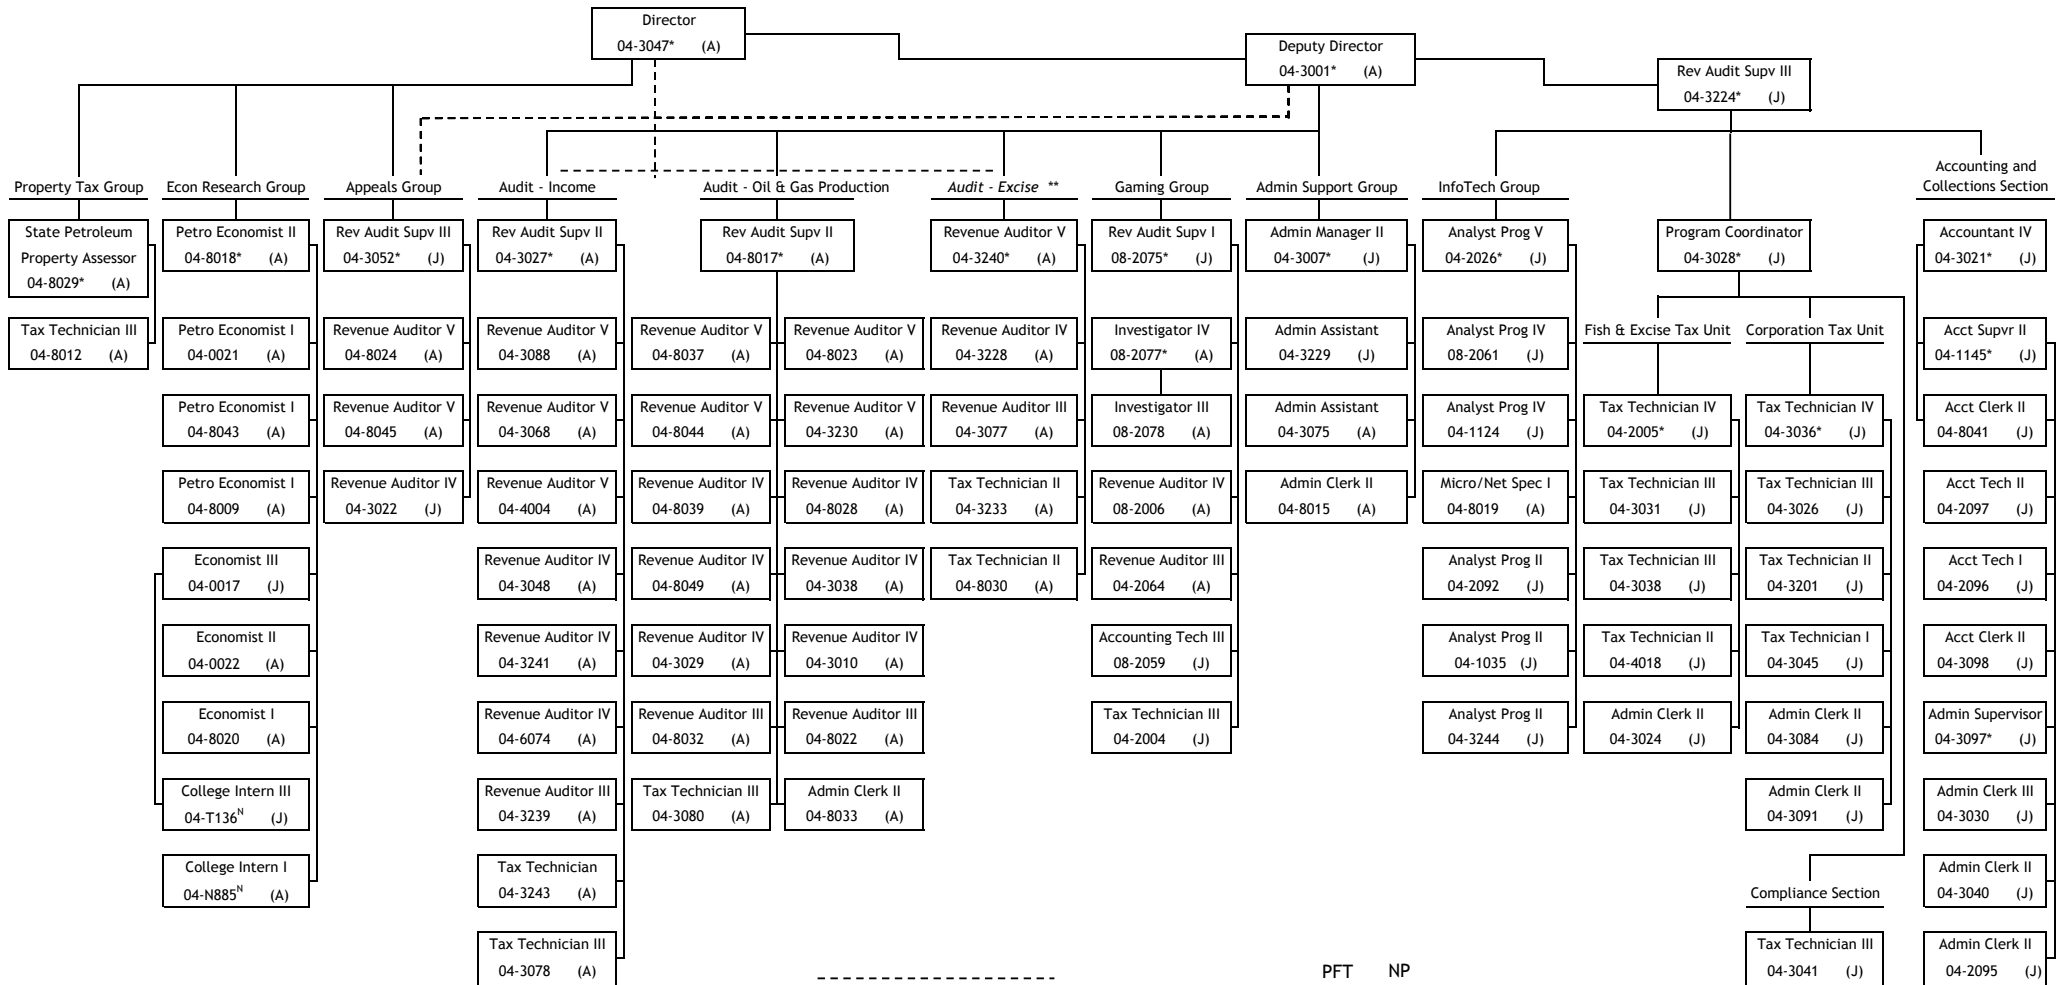 Director
04-3047* (A)
Deputy Director
04-3001* (A)
Rev Audit Supv III
04-3224* (J)
Property Tax Group
Econ Research Group
Appeals Group
Audit - Income
Audit - Oil & Gas Production
Audit - Excise **
Gaming Group
Admin Support Group
InfoTech Group
Accounting and
Collections Section
State Petroleum
Property Assessor
04-8029* (A)
Tax Technician III
04-8012 (A)
Petro Economist II
04-8018* (A)
Petro Economist I
04-0021 (A)
Petro Economist I
04-8043 (A)
Petro Economist I
04-8009 (A)
Economist III
04-0017 (J)
Economist II
04-0022 (A)
Economist I
04-8020 (A)
College Intern III
04-T136N (J)
College Intern I
04-N885N (A)
Rev Audit Supv III
04-3052* (J)
Revenue Auditor V
04-8024 (A)
Revenue Auditor V
04-8045 (A)
Revenue Auditor IV
04-3022 (J)
Rev Audit Supv II
04-3027* (A)
Revenue Auditor V
04-3088 (A)
Revenue Auditor V
04-3068 (A)
Revenue Auditor V
04-4004 (A)
Revenue Auditor IV
04-3048 (A)
Revenue Auditor IV
04-3241 (A)
Revenue Auditor IV
04-6074 (A)
Revenue Auditor III
04-3239 (A)
Tax Technician
04-3243 (A)
Tax Technician III
04-3078 (A)
Rev Audit Supv II
04-8017* (A)
Revenue Auditor V
04-8037 (A)
Revenue Auditor V
04-8044 (A)
Revenue Auditor IV
04-8039 (A)
Revenue Auditor IV
04-8049 (A)
Revenue Auditor IV
04-3029 (A)
Revenue Auditor III
04-8032 (A)
Tax Technician III
04-3080 (A)
Revenue Auditor V
04-8023 (A)
Revenue Auditor V
04-3230 (A)
Revenue Auditor IV
04-8028 (A)
Revenue Auditor IV
04-3038 (A)
Revenue Auditor IV
04-3010 (A)
Revenue Auditor III
04-8022 (A)
Admin Clerk II
04-8033 (A)
Revenue Auditor V
04-3240* (A)
Revenue Auditor IV
04-3228 (A)
Revenue Auditor III
04-3077 (A)
Tax Technician II
04-3233 (A)
Tax Technician II
04-8030 (A)
Rev Audit Supv I
08-2075* (J)
Investigator IV
08-2077* (A)
Investigator III
08-2078 (A)
Revenue Auditor IV
08-2006 (A)
Revenue Auditor III
04-2064 (A)
Accounting Tech III
08-2059 (J)
Tax Technician III
04-2004 (J)
Admin Manager II
04-3007* (J)
Admin Assistant
04-3229 (J)
Admin Assistant
04-3075 (A)
Admin Clerk II
04-8015 (A)
Analyst Prog V
04-2026* (J)
Analyst Prog IV
08-2061 (J)
Analyst Prog IV
04-1124 (J)
Micro/Net Spec I
04-8019 (A)
Analyst Prog II
04-2092 (J)
Analyst Prog II
04-1035 (J)
Analyst Prog II
04-3244 (J)
Program Coordinator
04-3028* (J)
Fish & Excise Tax Unit
Tax Technician IV
04-2005* (J)
Tax Technician III
04-3031 (J)
Tax Technician III
04-3038 (J)
Tax Technician II
04-4018 (J)
Admin Clerk II
04-3024 (J)
Corporation Tax Unit
Tax Technician IV
04-3036* (J)
Tax Technician III
04-3026 (J)
Tax Technician II
04-3201 (J)
Tax Technician I
04-3045 (J)
Admin Clerk II
04-3084 (J)
Admin Clerk II
04-3091 (J)
Compliance Section
Tax Technician III
04-3041 (J)
Accountant IV
04-3021* (J)
Acct Supvr II
04-1145* (J)
Acct Clerk II
04-8041 (J)
Acct Tech II
04-2097 (J)
Acct Tech I
04-2096 (J)
Acct Clerk II
04-3098 (J)
Admin Supervisor
04-3097* (J)
Admin Clerk III
04-3030 (J)
Admin Clerk II
04-3040 (J)
Admin Clerk II
04-2095 (J)
PFT NP